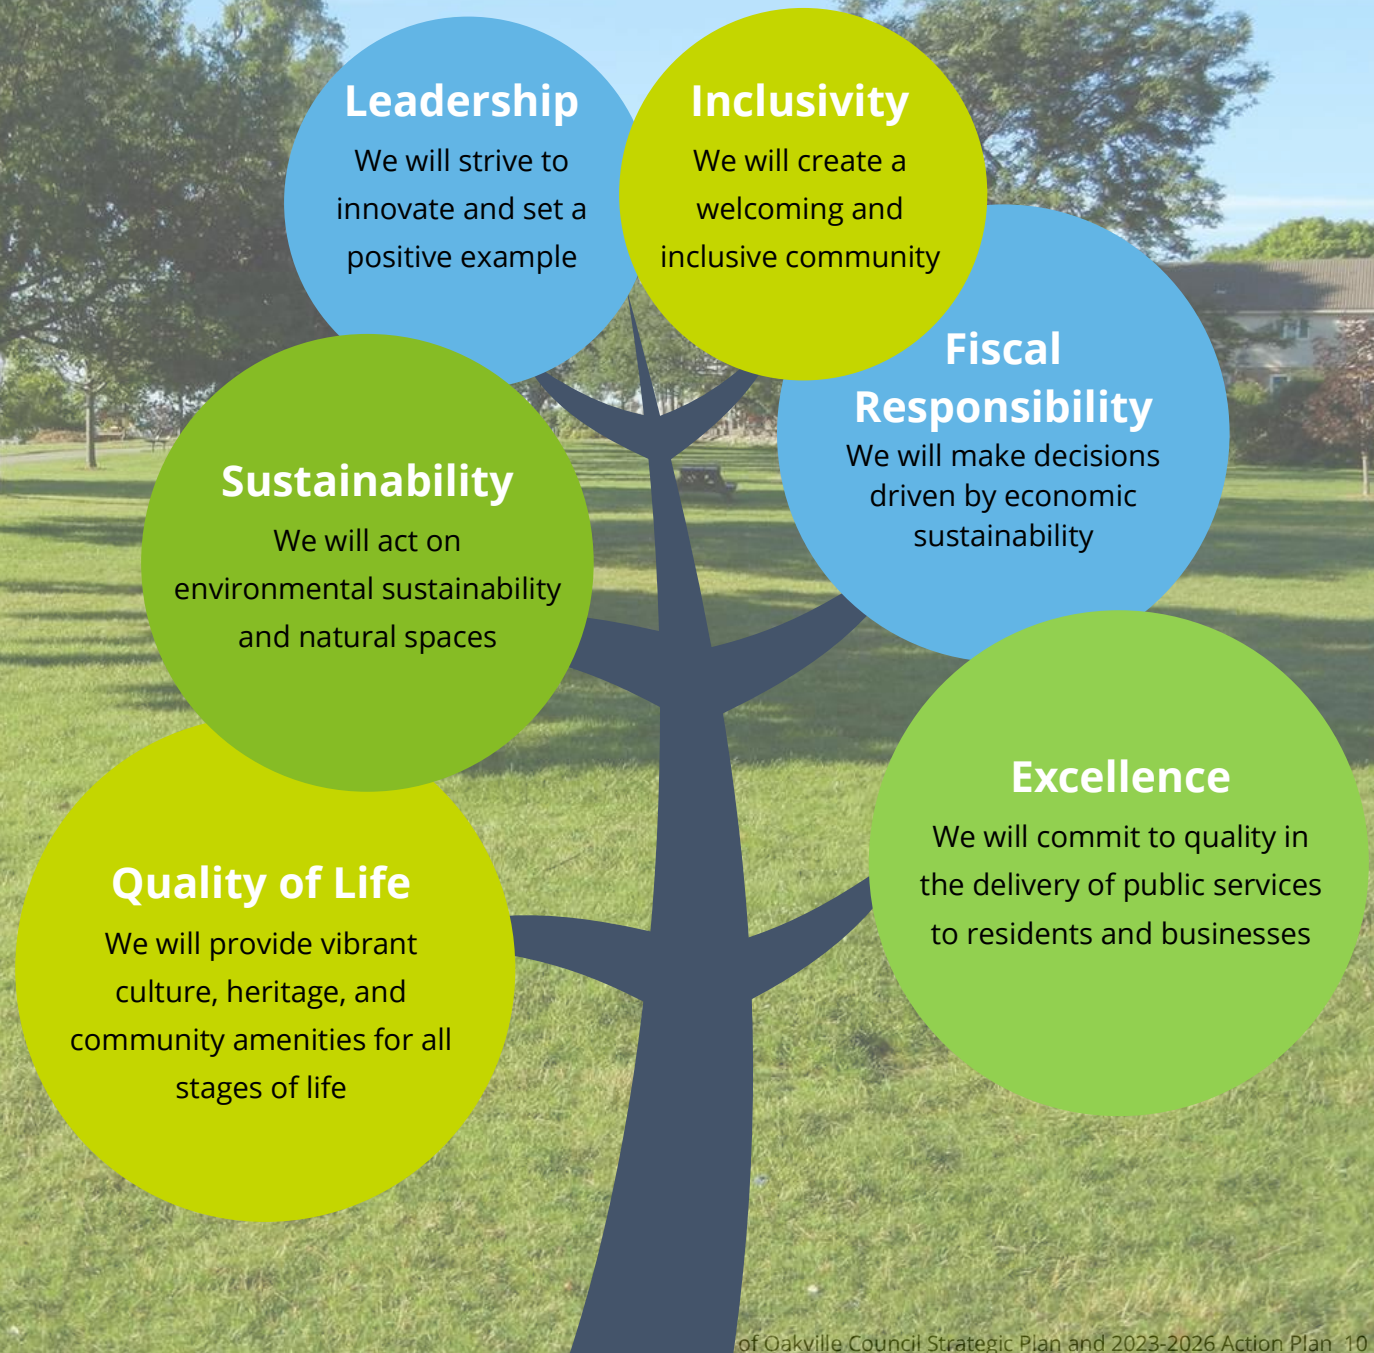 Leadership
We will strive to
innovate and set a
positive example
Inclusivity
We will create a
welcoming and
inclusive community
Fiscal
Responsibility
We will make decisions
driven by economic
sustainability
Sustainability
We will act on
environmental sustainability
and natural spaces
Excellence
We will commit to quality in
the delivery of public services
to residents and businesses
Quality of Life
We will provide vibrant
culture, heritage, and
community amenities for all
stages of life
of Oakville Council Strategic Plan and 2023-2026 Action Plan 10